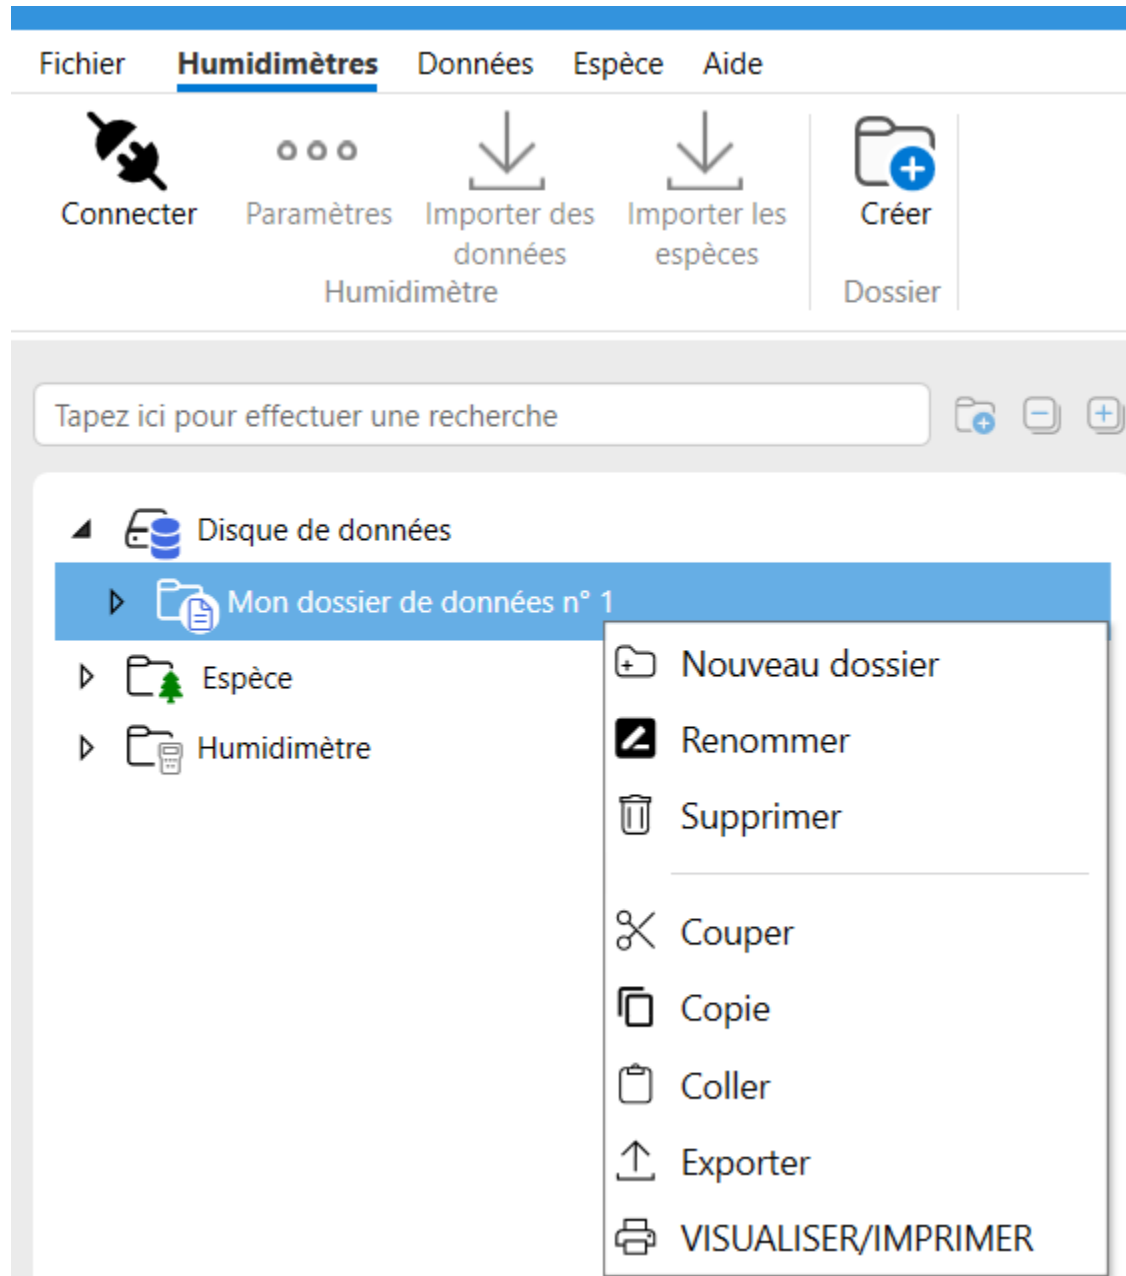 Fichier Humidimètres Données Espèce Aide
Connecter Paramètres Importer des données Importer les espèces Créer
Humidimètre Dossier
Tapez ici pour effectuer une recherche
Disque de données
Mon dossier de données n° 1
Espèce
Humidimètre
Nouveau dossier
Renommer
Supprimer
Couper
Copie
Coller
Exporter
VISUALISER/IMPRIMER